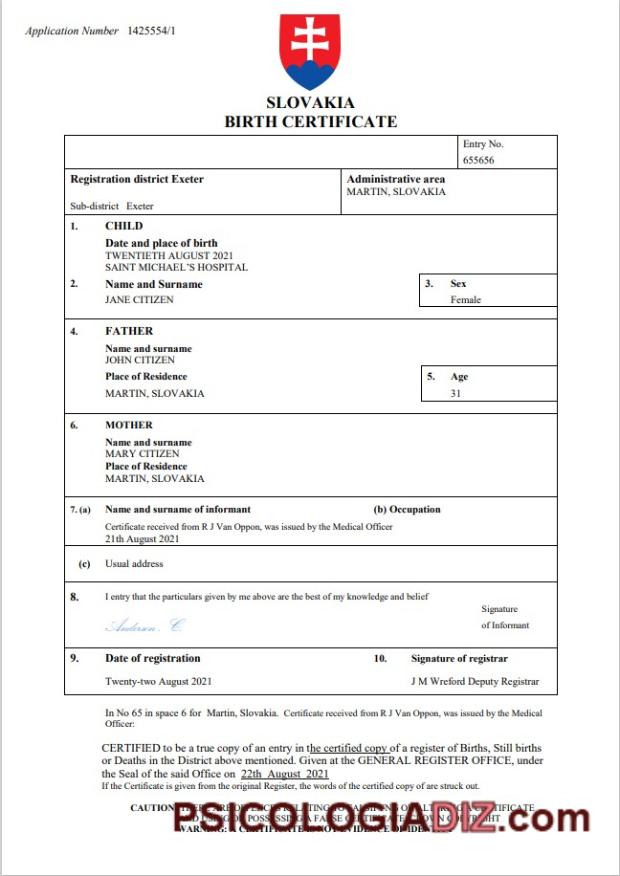 Application Number 1425554/1
SLOVAKIA
BIRTH CERTIFICATE
Entry No.
655656
Registration district Exeter
Administrative area
MARTIN, SLOVAKIA
Sub-district Exeter
1. CHILD
Date and place of birth
TWENTIETH AUGUST 2021
SAINT MICHAEL'S HOSPITAL
2. Name and Surname
3. Sex
JANE CITIZEN
Female
4. FATHER
Name and surname
JOHN CITIZEN
Place of Residence
5. Age
MARTIN, SLOVAKIA
31
6. MOTHER
Name and surname
MARY CITIZEN
Place of Residence
MARTIN, SLOVAKIA
7. (a) Name and surname of informant (b) Occupation
Certificate received from R J Van Oppon, was issued by the Medical Officer
21th August 2021
(c) Usual address
8. I entry that the particulars given by me above are the best of my knowledge and belief
Signature
of Informant
Anderson . C.
9. Date of registration 10. Signature of registrar
Twenty-two August 2021 J M Wreford Deputy Registrar
In No 65 in space 6 for Martin, Slovakia. Certificate received from R J Van Oppon, was issued by the Medical
Officer:
CERTIFIED to be a true copy of an entry in the certified copy of a register of Births, Still births
or Deaths in the District above mentioned. Given at the GENERAL REGISTER OFFICE, under
the Seal of the said Office on 22th August 2021
If the Certificate is given from the original Register, the words of the certified copy are struck out.
CAUTION CERTIFICATE
WARNING: A CERTIFICATE IS NOT EVIDENCE OF IDENTITY
PSICOLOGIADIZ.com